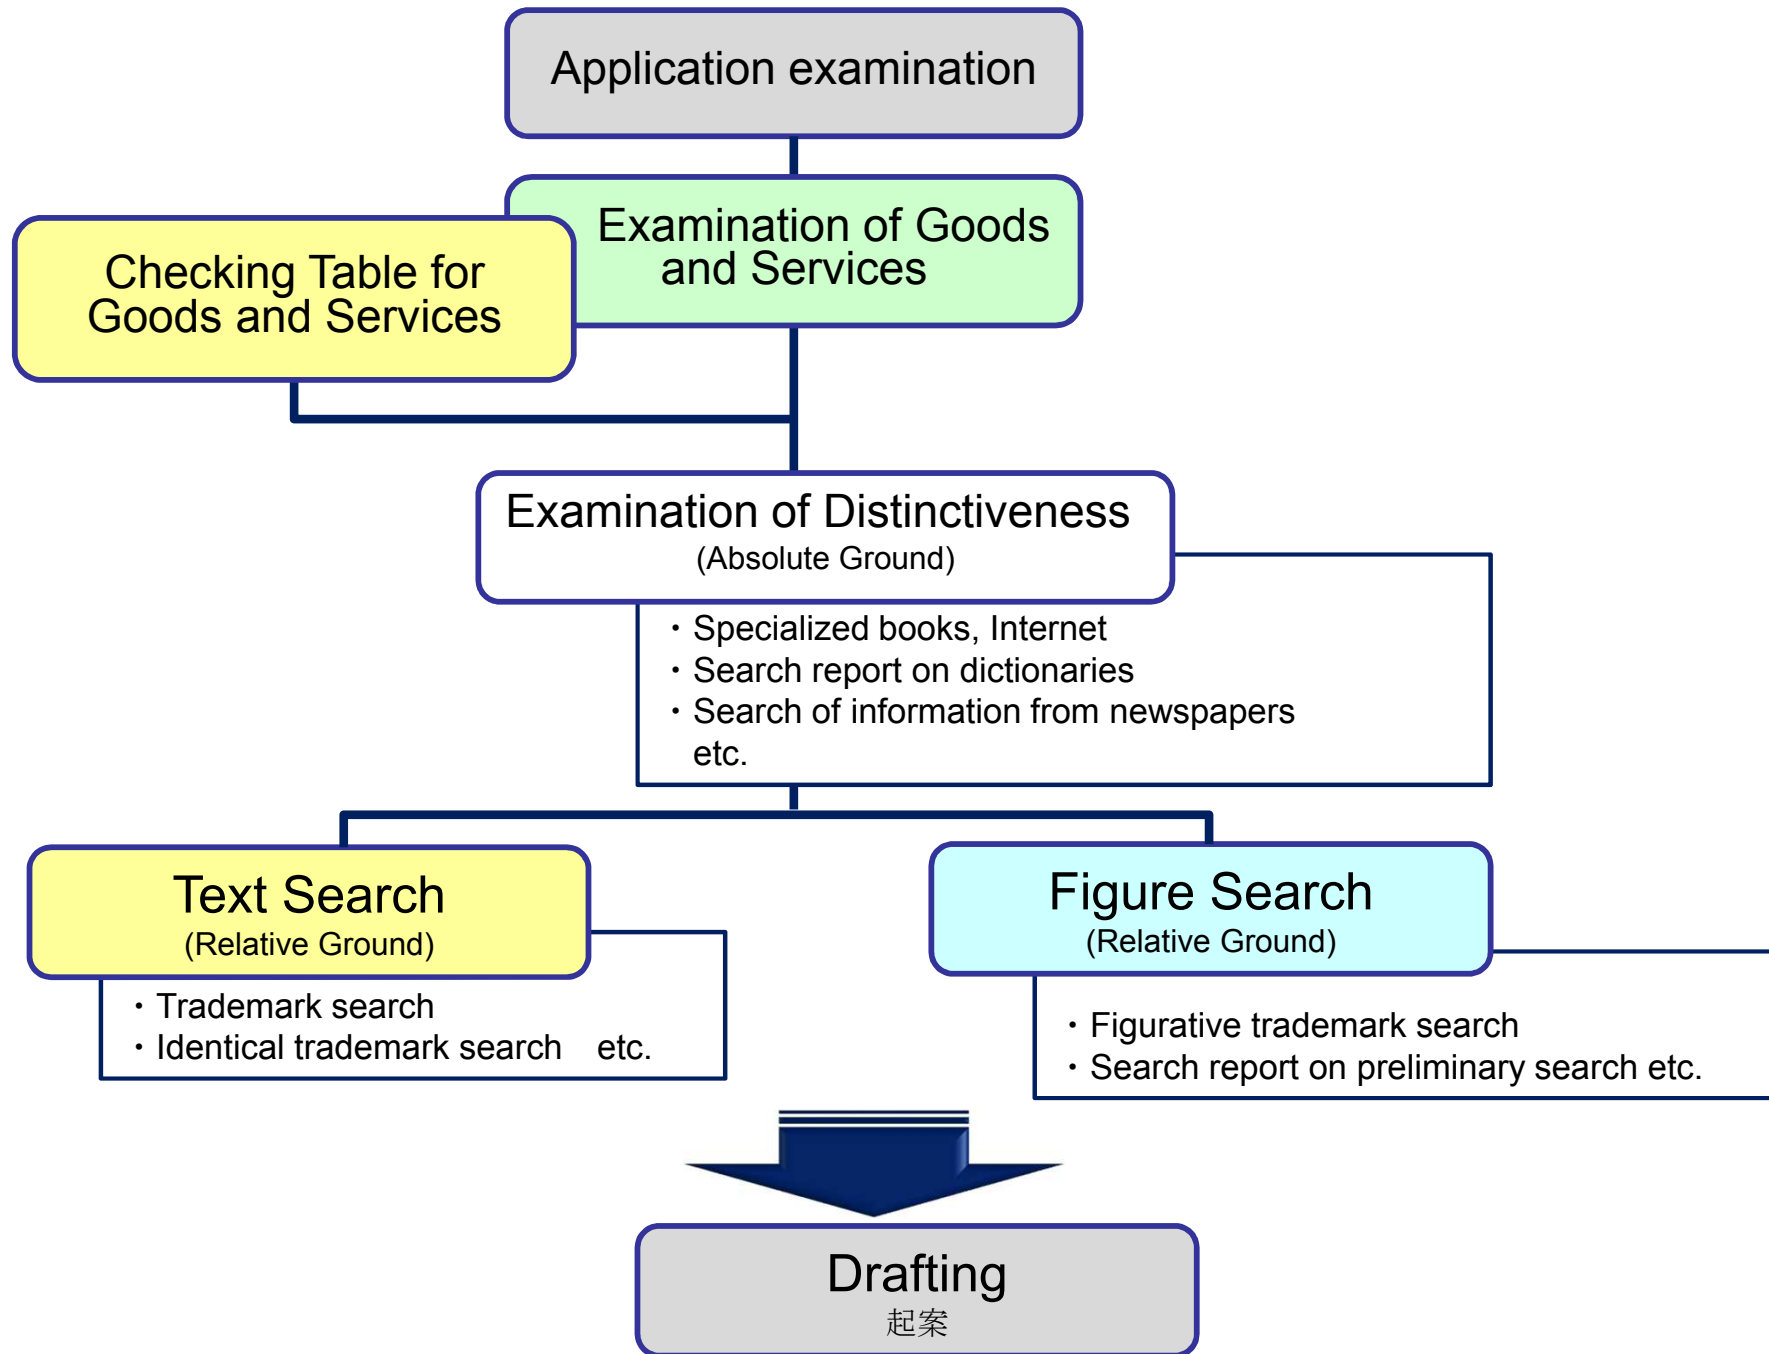 Application examination
Examination of Goods
and Services
Checking Table for
Goods and Services
Examination of Distinctiveness
(Absolute Ground)
・Specialized books, Internet
・Search report on dictionaries
・Search of information from newspapers
etc.
Text Search
(Relative Ground)
・Trademark search
・Identical trademark search　etc.
Figure Search
(Relative Ground)
・Figurative trademark search
・Search report on preliminary search etc.
Drafting
起案